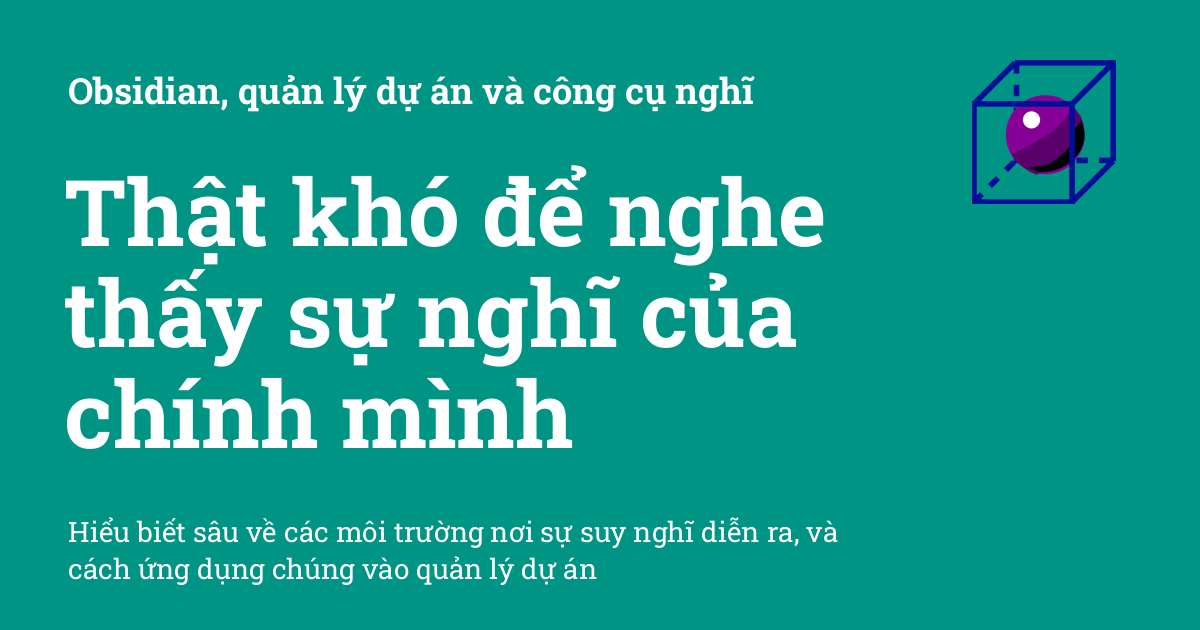 Obsidian, quản lý dự án và công cụ nghĩ
Thật khó để nghe
thấy sự nghĩ của
chính mình
Hiểu biết sâu về các môi trường nơi sự suy nghĩ diễn ra, và
cách ứng dụng chúng vào quản lý dự án